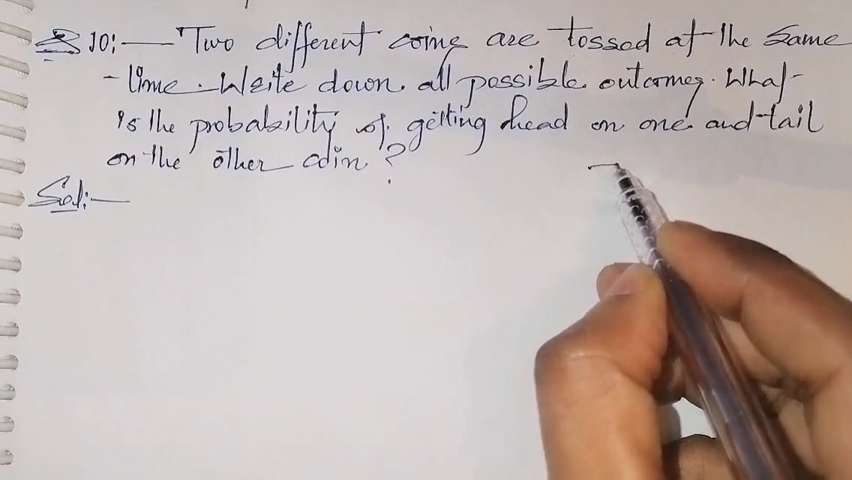 Q 10:— Two different coins are tossed at the same
time. Write down all possible outcomes. What
is the probability of getting head on one and tail
on the other coin?
Sol:—